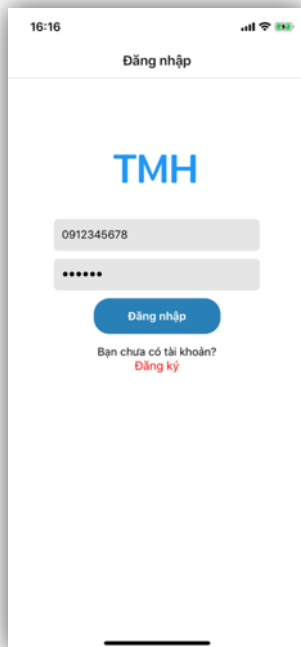 16:16
Đăng nhập
TMH
0912345678
••••••
Đăng nhập
Bạn chưa có tài khoản?
Đăng ký